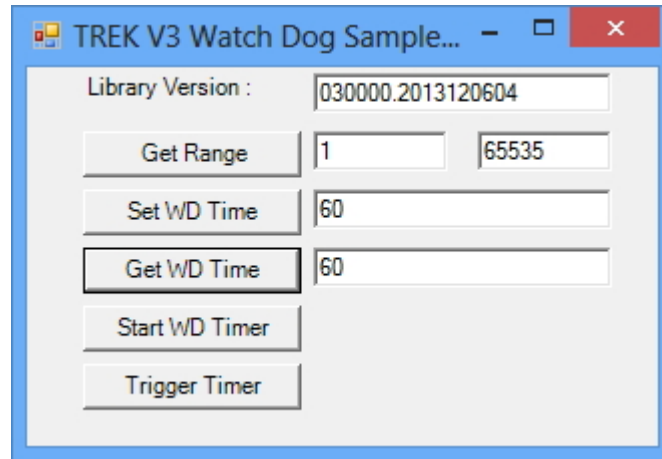 TREK V3 Watch Dog Sample...
Library Version :
030000.2013120604
Get Range
1
65535
Set WD Time
60
Get WD Time
60
Start WD Timer
Trigger Timer